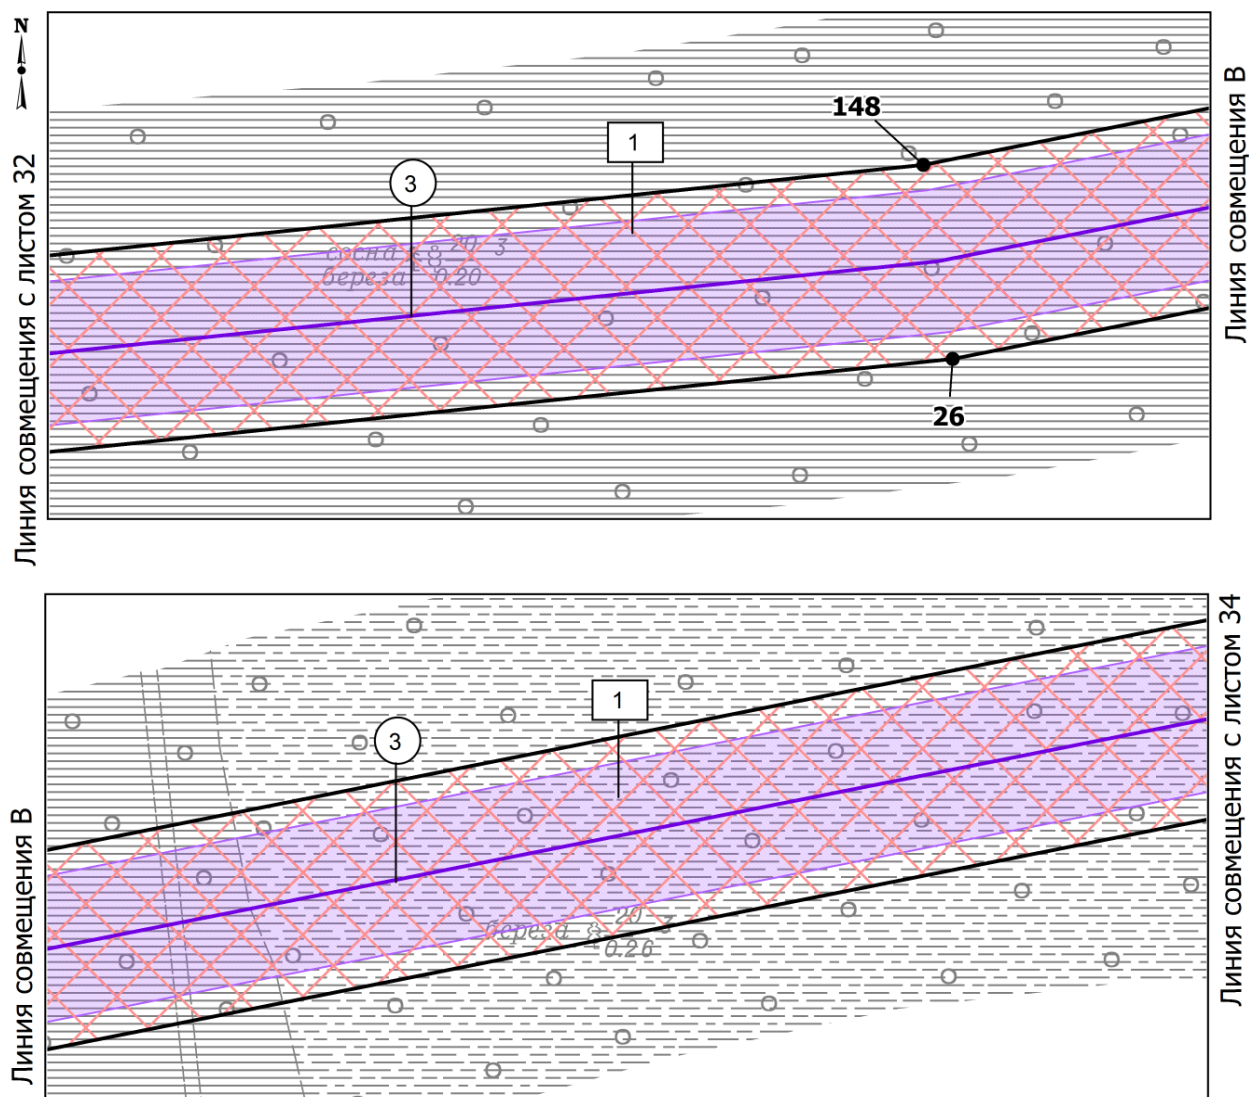 N
Линия совмещения с листом 32
148
1
3
сосна 20 3
береза 0.20
26
Линия совмещения В
Линия совмещения В
1
3
береза 20 3
0.26
Линия совмещения с листом 34